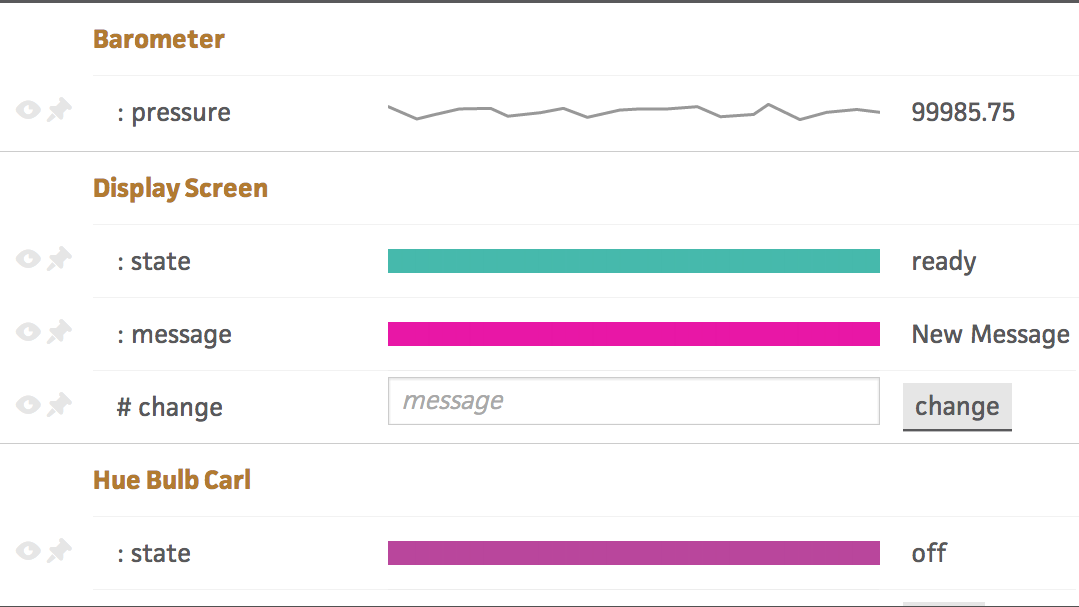 Barometer
: pressure 99985.75
Display Screen
: state ready
: message New Message
# change message change
Hue Bulb Carl
: state off